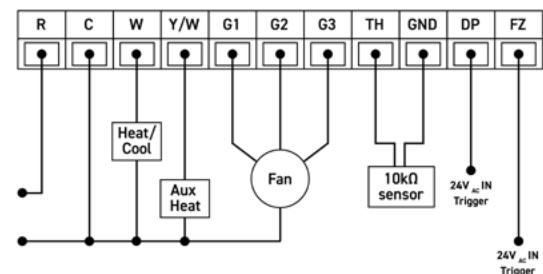 R C W Y/W G1 G2 G3 TH GND DP FZ
Heat/
Cool
Aux
Heat
Fan
10kΩ
sensor
24V AC IN
Trigger
24V AC IN
Trigger